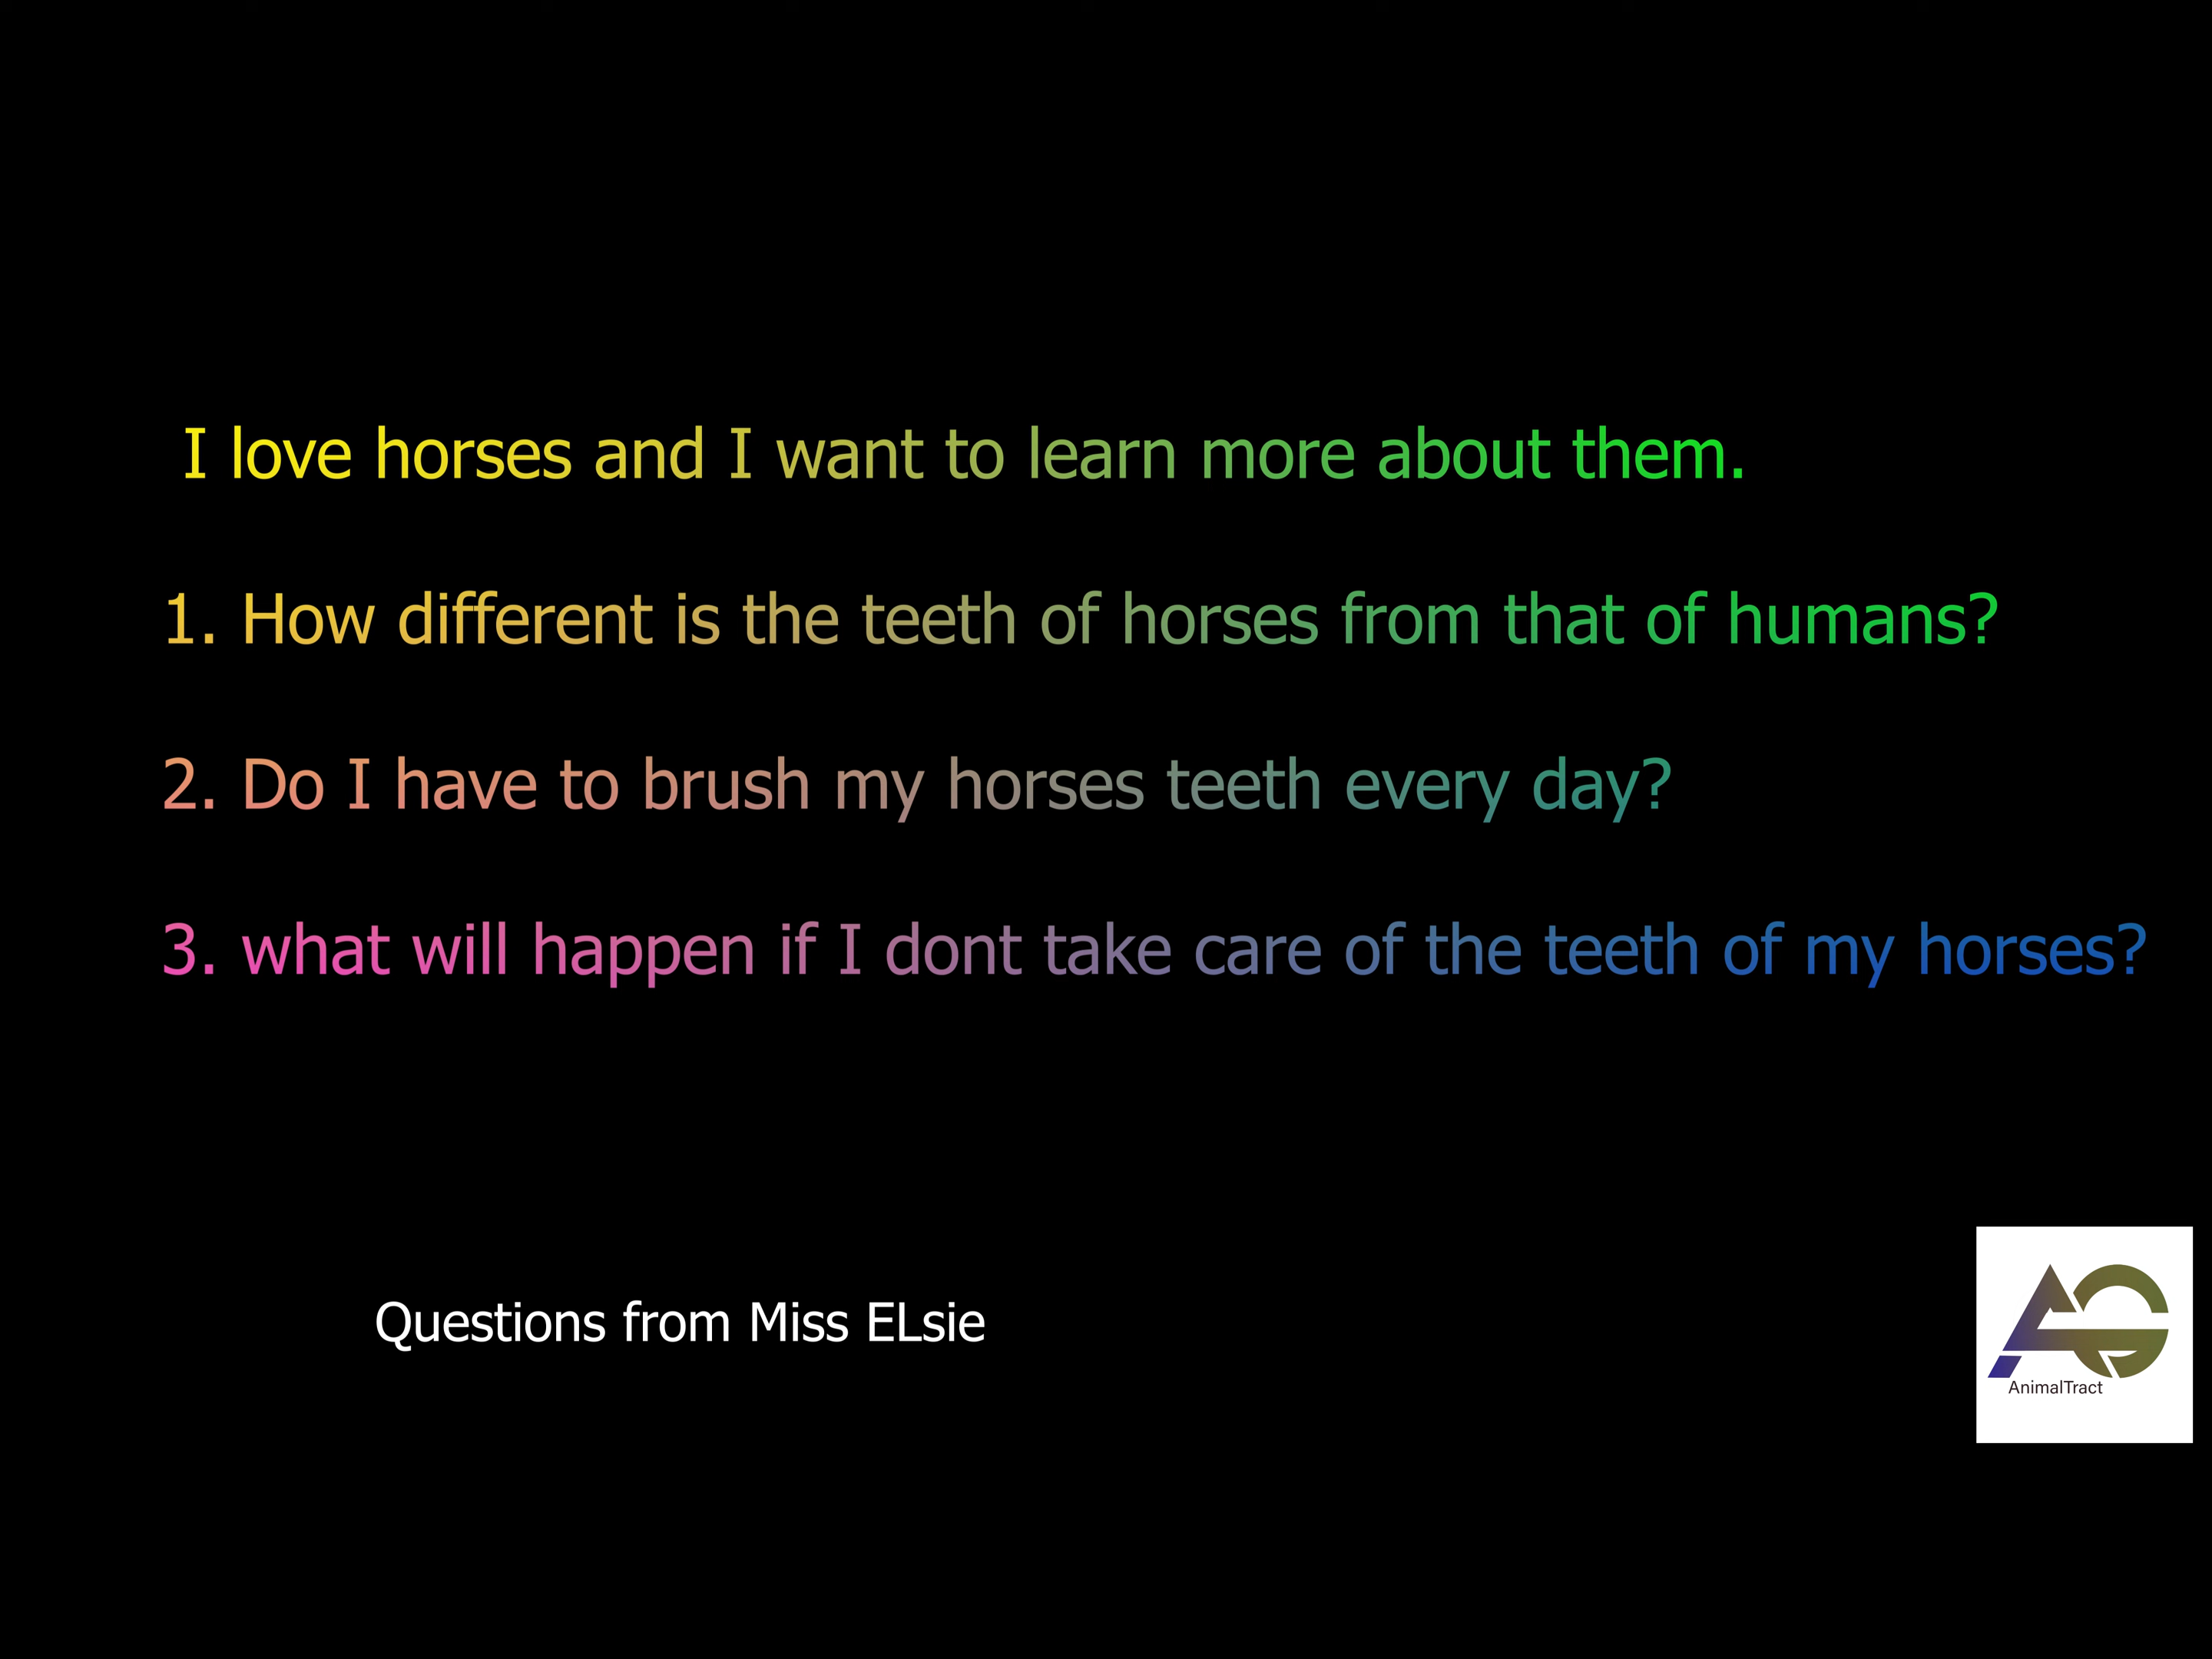 I love horses and I want to learn more about them.
1. How different is the teeth of horses from that of humans?
2. Do I have to brush my horses teeth every day?
3. what will happen if I dont take care of the teeth of my horses?
Questions from Miss ELsie
AnimalTract